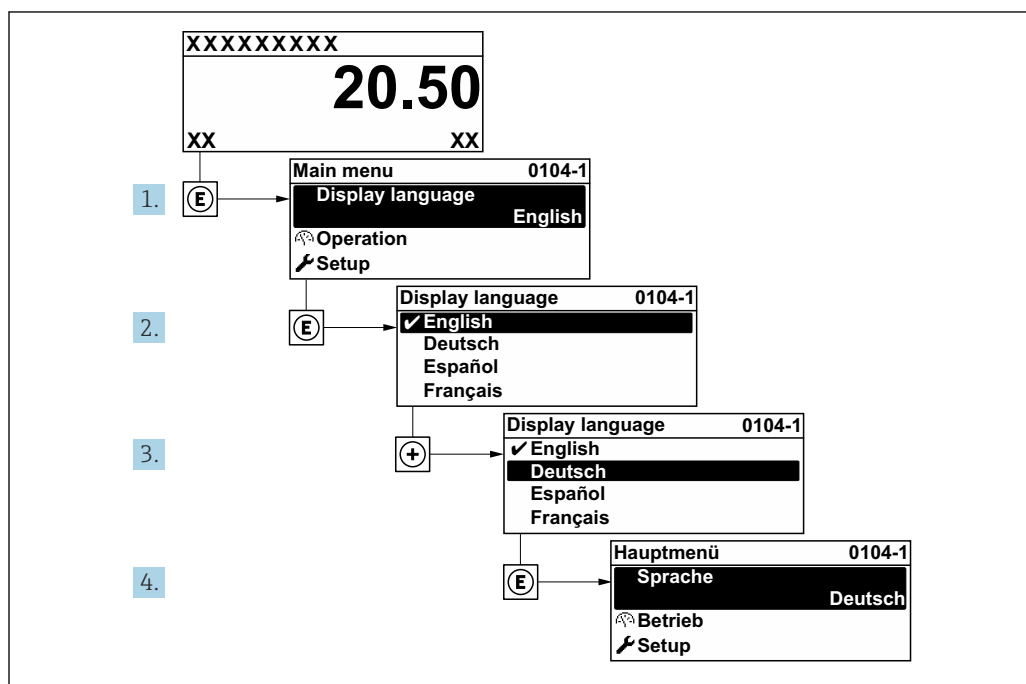 XXXXXXXXX
20.50
XX XX
1. E
Main menu 0104-1
Display language
English
Operation
Setup
2. E
Display language 0104-1
✔ English
Deutsch
Español
Français
3. +
Display language 0104-1
✔ English
Deutsch
Español
Français
4. E
Hauptmenü 0104-1
Sprache
Deutsch
Betrieb
Setup